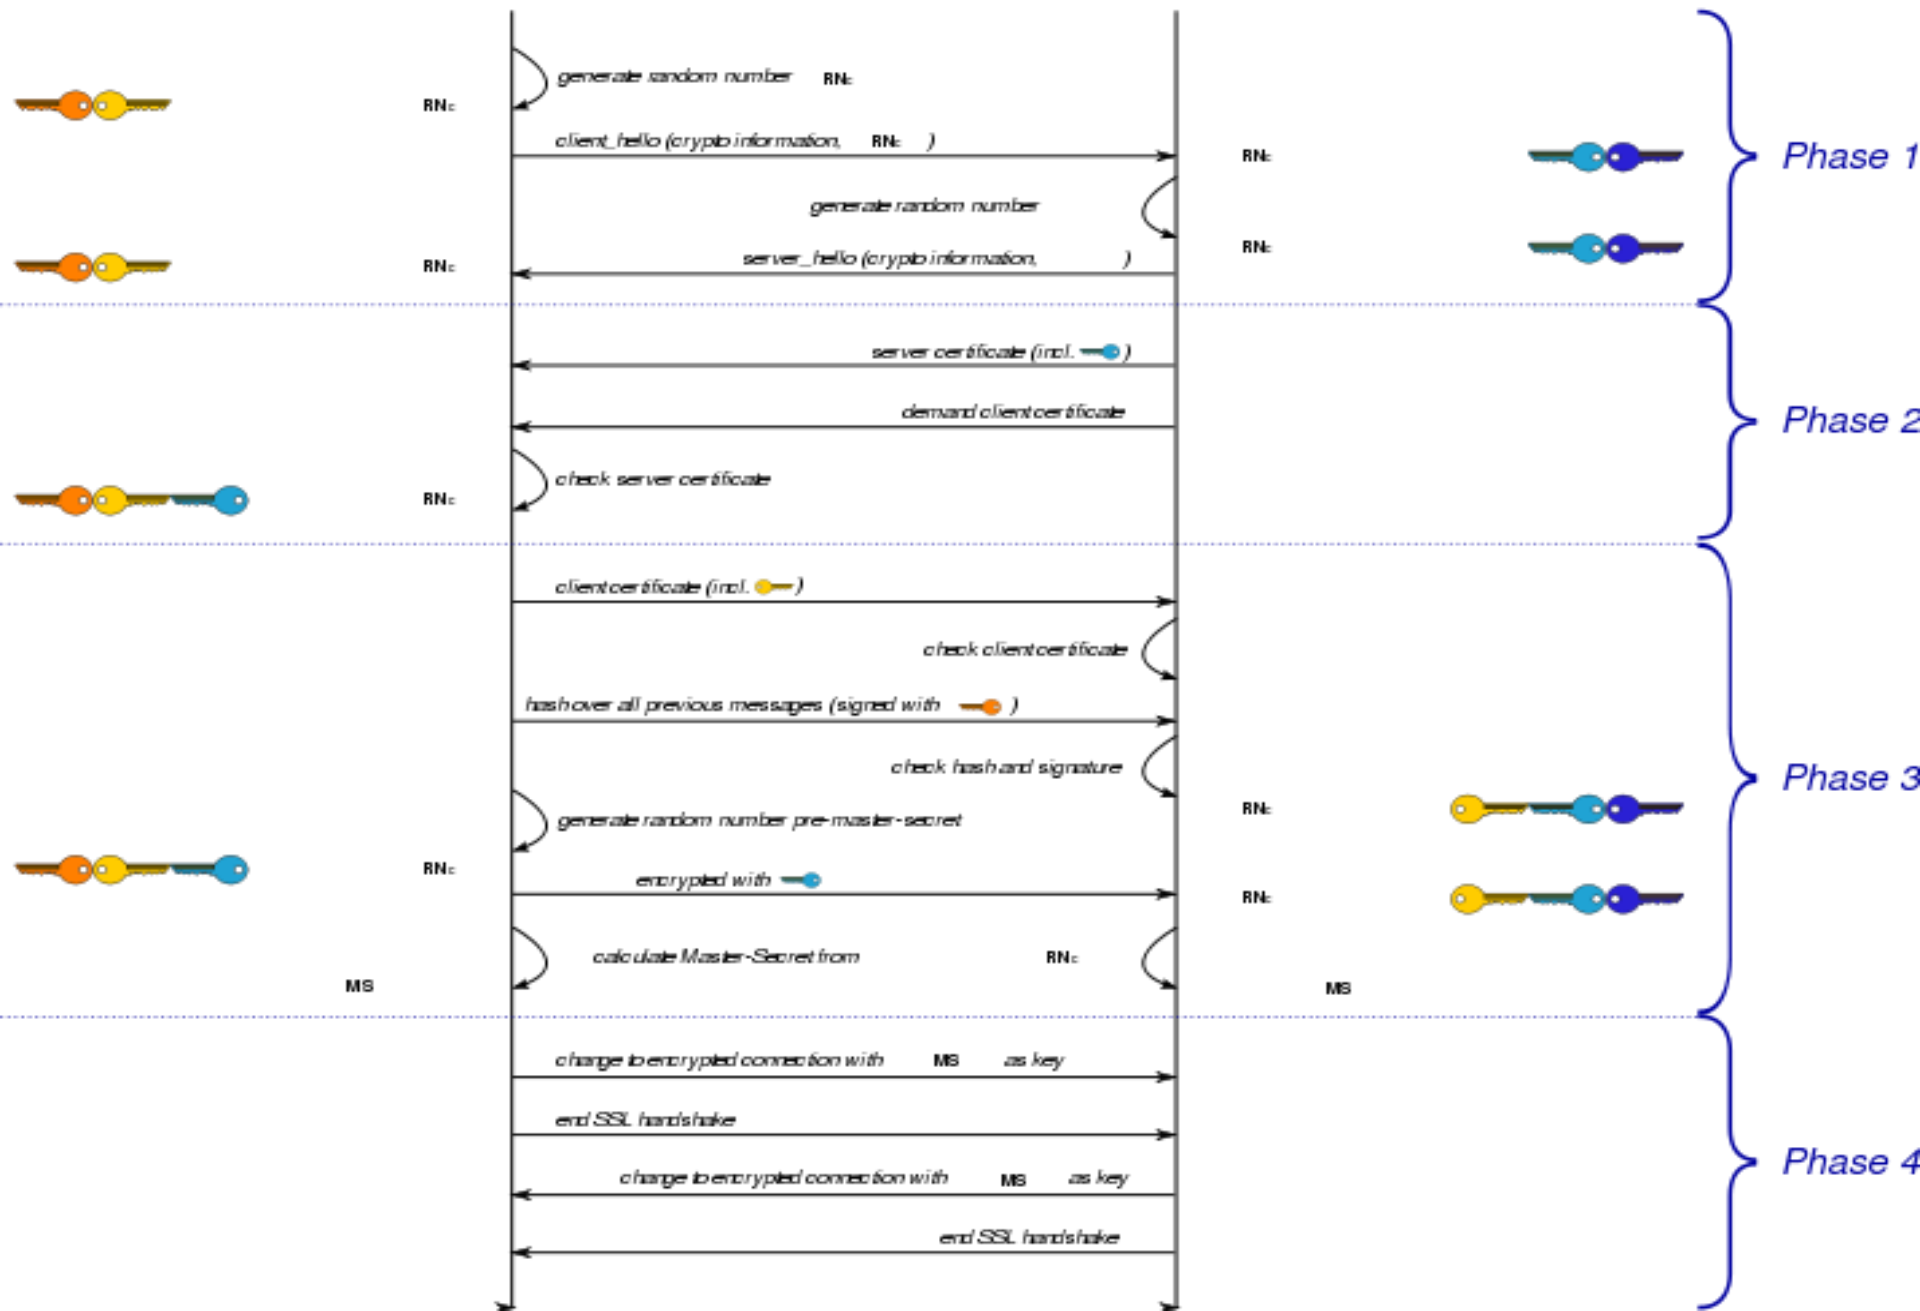 generate random number RNc
RNc
client_hello (crypto information, RNc )
RNc
Phase 1
generate random number
RNc
server_hello (crypto information, )
RNc
server certificate (incl. )
demand client certificate
Phase 2
check server certificate
RNc
client certificate (incl. )
check client certificate
hash over all previous messages (signed with )
check hash and signature
Phase 3
RNc
generate random number pre-master-secret
RNc
encrypted with
RNc
calculate Master-Secret from RNc
MS
MS
change to encrypted connection with MS as key
end SSL handshake
Phase 4
change to encrypted connection with MS as key
end SSL handshake